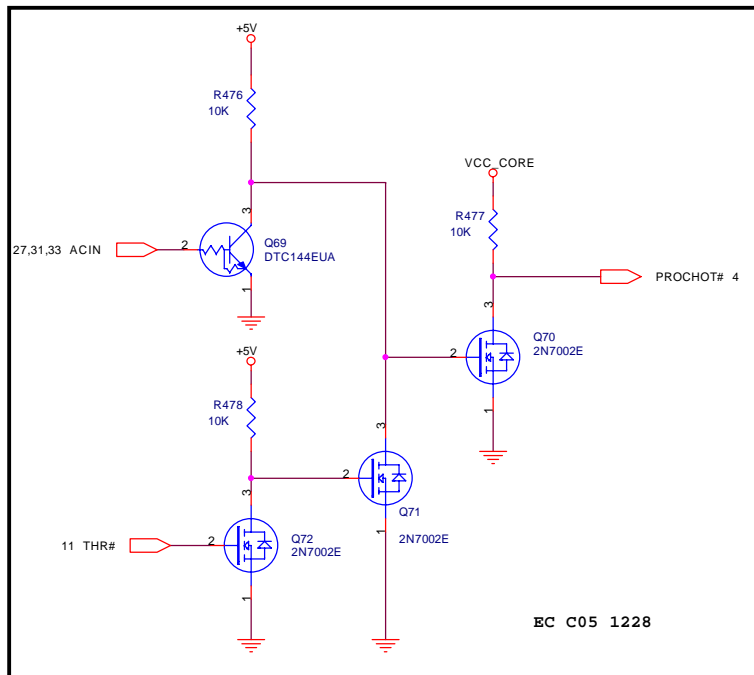 +5V
R476
10K
VCC_CORE
R477
10K
3
27,31,33 ACIN
2
Q69
DTC144EUA
PROCHOT# 4
1
3
Q70
2N7002E
2
+5V
R478
10K
1
3
2
Q71
2N7002E
3
1
11 THR#
2
Q72
2N7002E
1
EC C05 1228